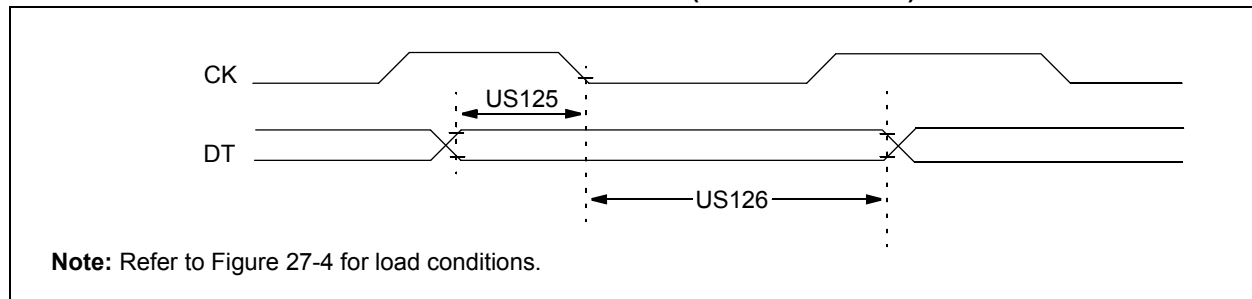 CK
US125
DT
US126
Note: Refer to Figure 27-4 for load conditions.